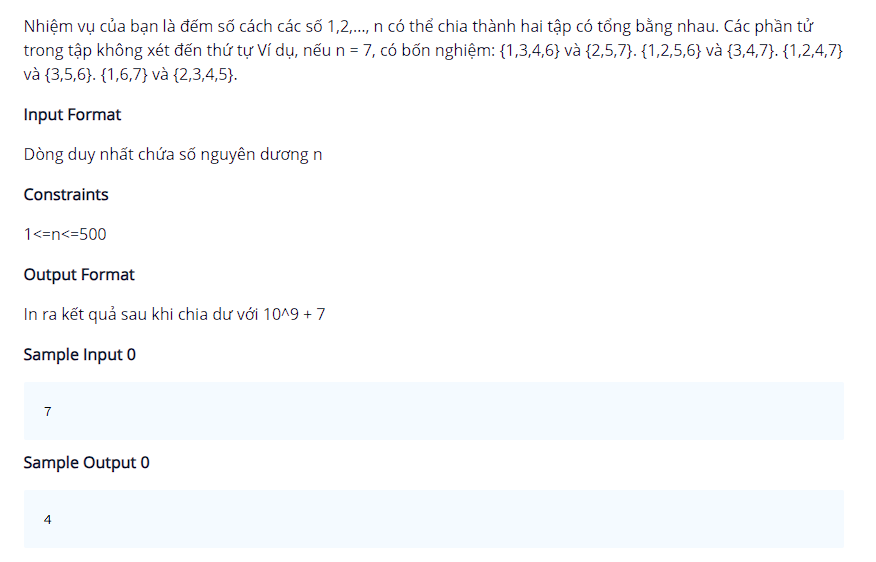 Nhiệm vụ của bạn là đếm số cách các số 1,2,..., n có thể chia thành hai tập có tổng bằng nhau. Các phần tử
trong tập không xét đến thứ tự Ví dụ, nếu n = 7, có bốn nghiệm: {1,3,4,6} và {2,5,7}. {1,2,5,6} và {3,4,7}. {1,2,4,7}
và {3,5,6}. {1,6,7} và {2,3,4,5}.
Input Format
Dòng duy nhất chứa số nguyên dương n
Constraints
1<=n<=500
Output Format
In ra kết quả sau khi chia dư với 10^9 + 7
Sample Input 0
7
Sample Output 0
4